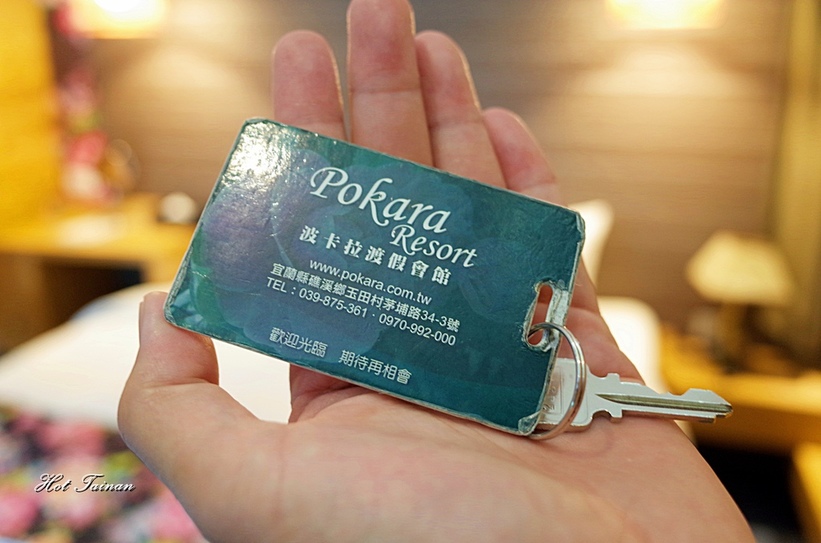 Pokara
Resort
波卡拉渡假會館
www.pokara.com.tw
宜蘭縣礁溪鄉玉田村茅埔路34-3號
TEL：039-875-361．0970-992-000
歡迎光臨 期待再相會
Hot Tainan